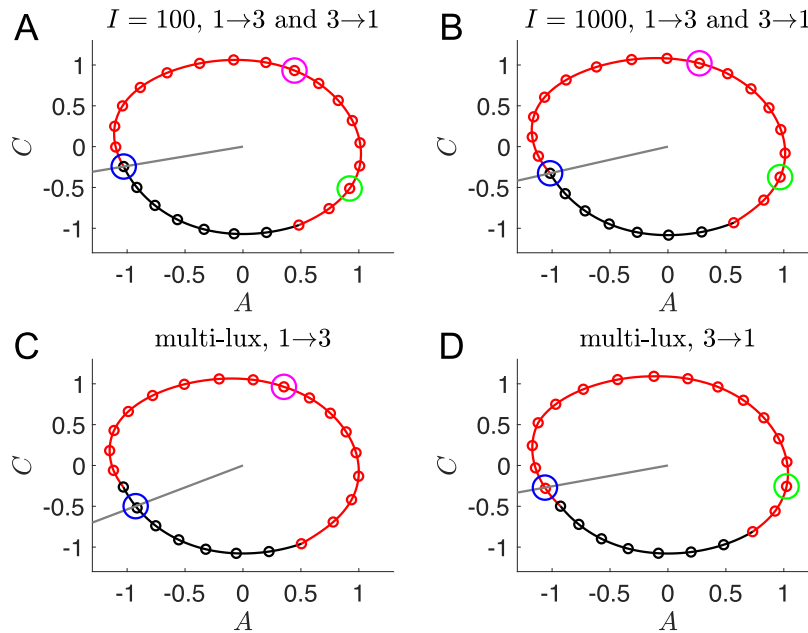 A
I = 100, 1→3 and 3→1
1
0.5
0
-0.5
-1
C
-1 -0.5 0 0.5 1
A
B
I = 1000, 1→3 and 3→1
1
0.5
0
-0.5
-1
C
-1 -0.5 0 0.5 1
A
C
multi-lux, 1→3
1
0.5
0
-0.5
-1
C
-1 -0.5 0 0.5 1
A
D
multi-lux, 3→1
1
0.5
0
-0.5
-1
C
-1 -0.5 0 0.5 1
A